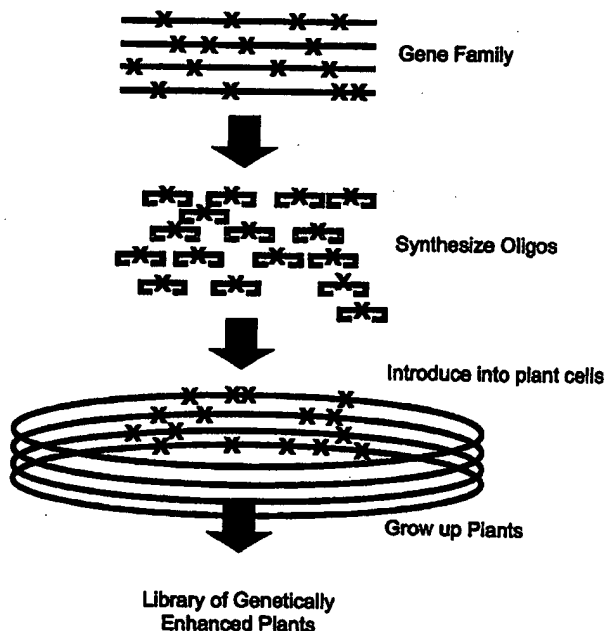 Gene Family
Synthesize Oligos
Introduce into plant cells
Grow up Plants
Library of Genetically
Enhanced Plants